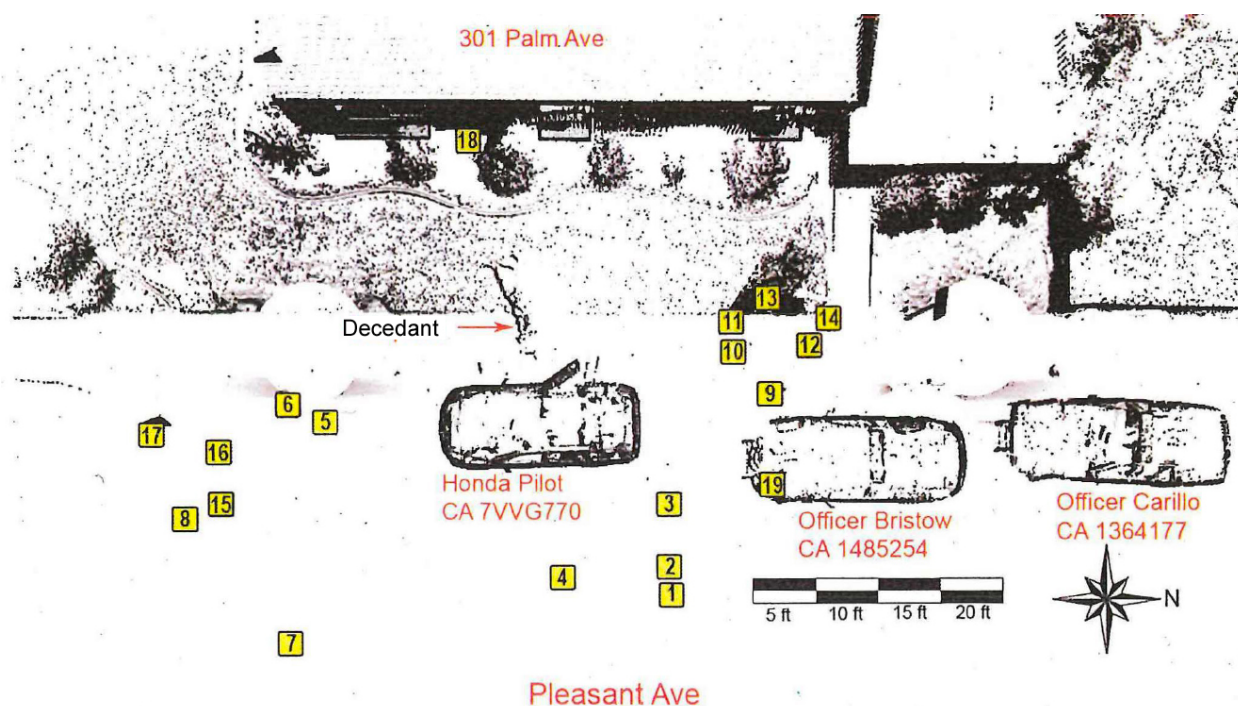 301 Palm Ave
18
13
11
14
10
12
Decedant
9
6
5
17
16
Honda Pilot
CA 7VVG770
19
3
15
8
Officer Bristow
CA 1485254
Officer Carillo
CA 1364177
2
4
1
N
5 ft 10 ft 15 ft 20 ft
7
Pleasant Ave